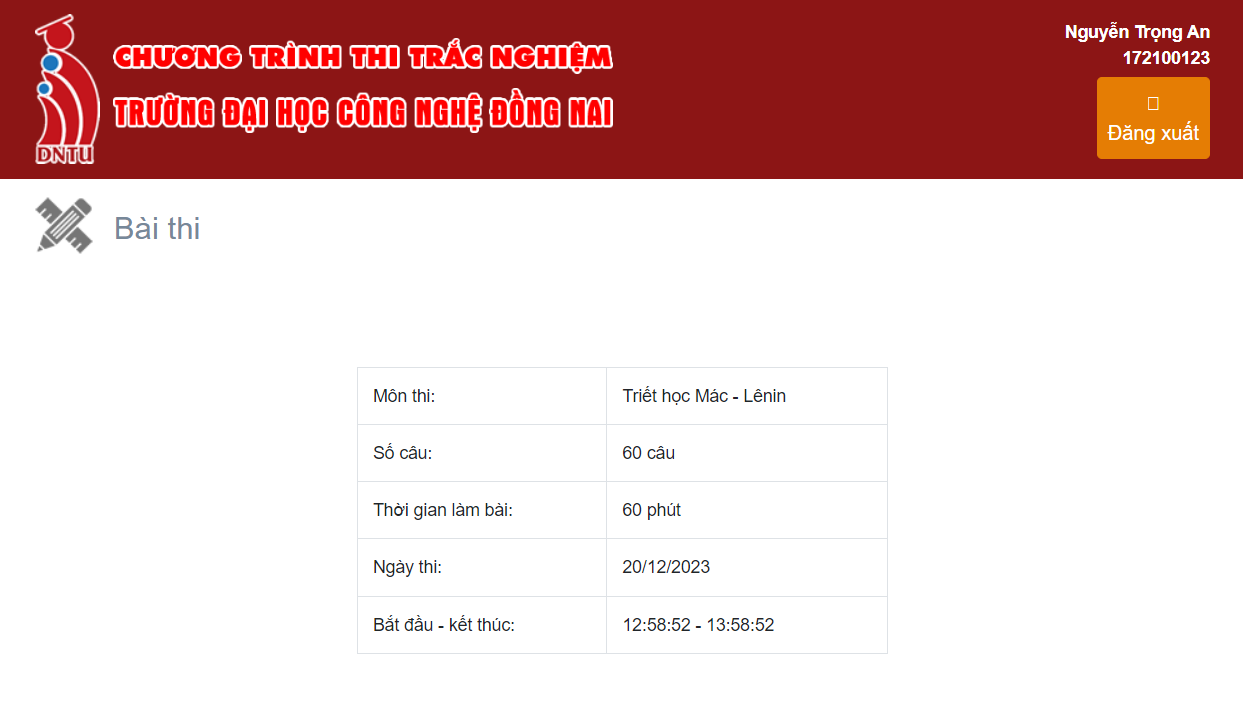 CHƯƠNG TRÌNH THI TRẮC NGHIỆM
TRƯỜNG ĐẠI HỌC CÔNG NGHỆ ĐỒNG NAI
DNTU
Nguyễn Trọng An
172100123
Đăng xuất
Bài thi
Môn thi: Triết học Mác - Lênin
Số câu: 60 câu
Thời gian làm bài: 60 phút
Ngày thi: 20/12/2023
Bắt đầu - kết thúc: 12:58:52 - 13:58:52